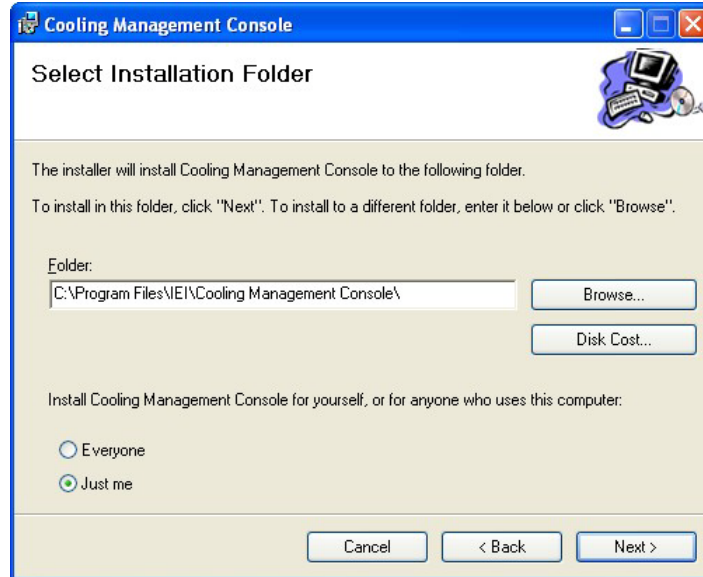 Cooling Management Console
Select Installation Folder
The installer will install Cooling Management Console to the following folder.
To install in this folder, click "Next". To install to a different folder, enter it below or click "Browse".
Folder:
C:\Program Files\IEI\Cooling Management Console\
Browse...
Disk Cost...
Install Cooling Management Console for yourself, or for anyone who uses this computer:
Everyone
Just me
Cancel
< Back
Next >